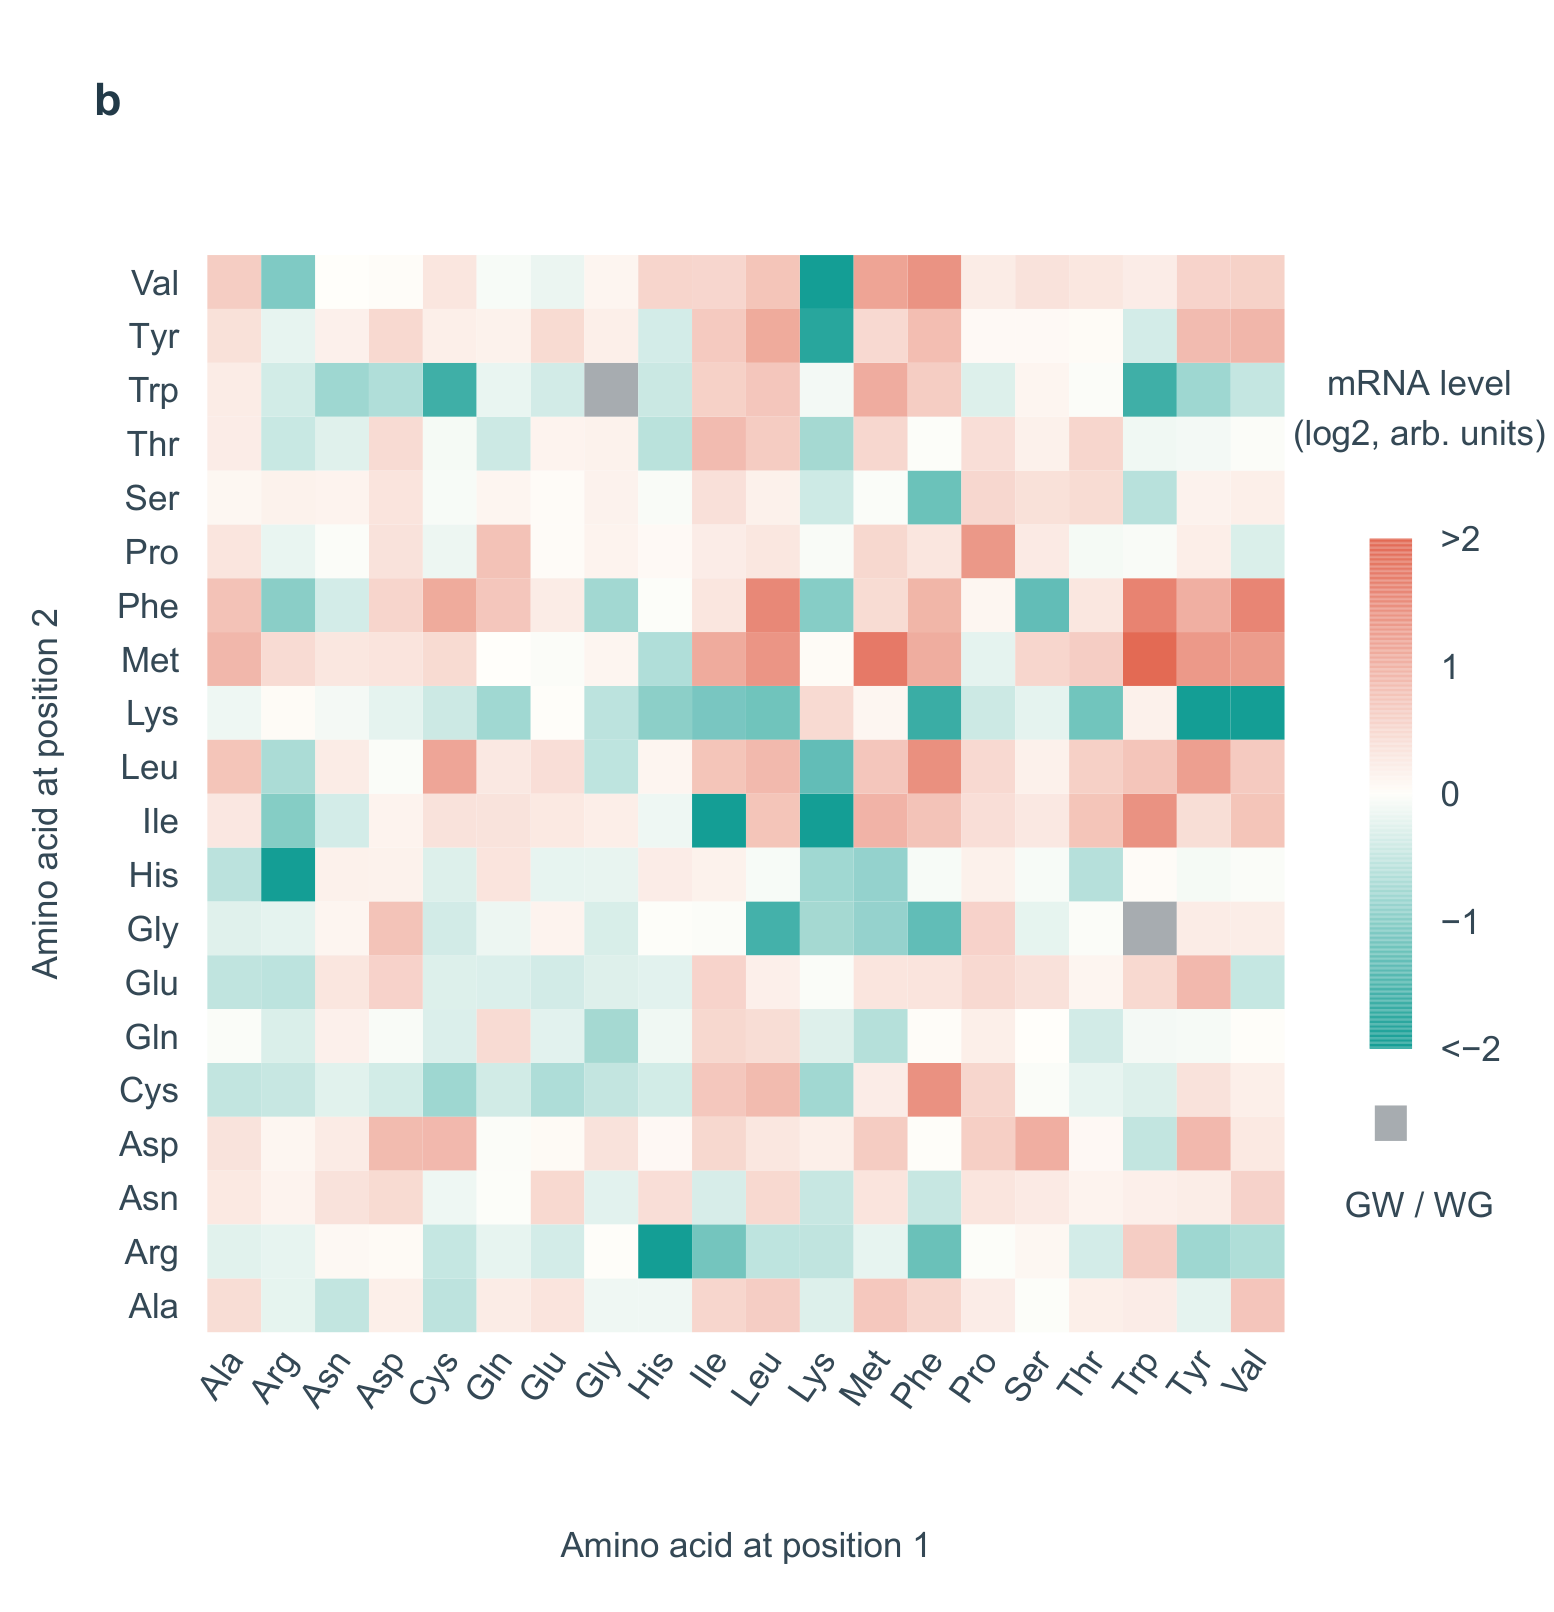 b
Val
Tyr
Trp
Thr
Ser
Pro
Phe
Met
Lys
Leu
Ile
His
Gly
Glu
Gln
Cys
Asp
Asn
Arg
Ala
Amino acid at position 2
Ala
Arg
Asn
Asp
Cys
Gln
Glu
Gly
His
Ile
Leu
Lys
Met
Phe
Pro
Ser
Thr
Trp
Tyr
Val
Amino acid at position 1
mRNA level
(log2, arb. units)
>2
1
0
−1
<−2
GW / WG